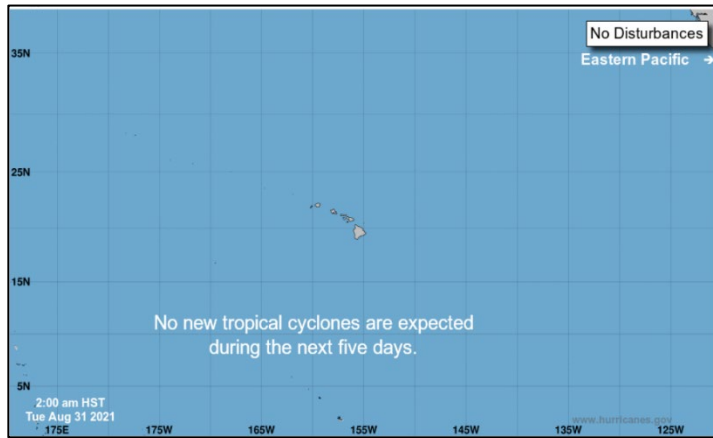 No Disturbances
35N
Eastern Pacific →
25N
15N
No new tropical cyclones are expected
during the next five days.
5N
2:00 am HST
Tue Aug 31 2021
www.hurricanes.gov
175E 175W 165W 155W 145W 135W 125W